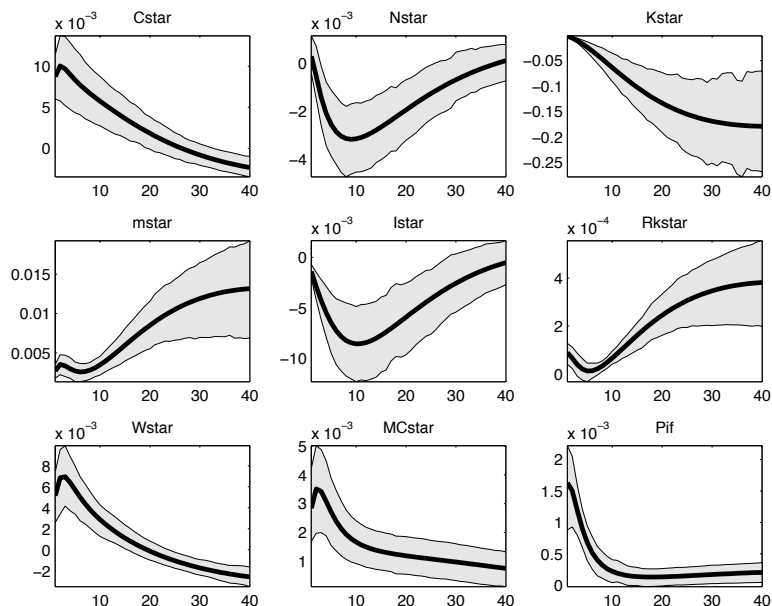 Cstar
x 10⁻³
10
5
0
10 20 30 40
Nstar
x 10⁻³
0
−2
−4
10 20 30 40
Kstar
−0.05
−0.1
−0.15
−0.2
−0.25
10 20 30 40
mstar
0.015
0.01
0.005
10 20 30 40
Istar
x 10⁻³
0
−5
−10
10 20 30 40
Rkstar
x 10⁻⁴
4
2
0
10 20 30 40
Wstar
x 10⁻³
8
6
4
2
0
−2
10 20 30 40
MCstar
x 10⁻³
5
4
3
2
1
10 20 30 40
Pif
x 10⁻³
2
1.5
1
0.5
0
10 20 30 40